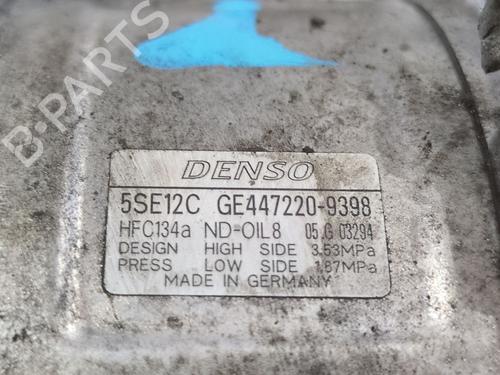 B-PARTS
DENSO
5SE12C GE447220-9398
HFC134a ND-OIL8 05.G 03294
DESIGN HIGH SIDE 3.53MPa
PRESS LOW SIDE 1.87MPa
MADE IN GERMANY